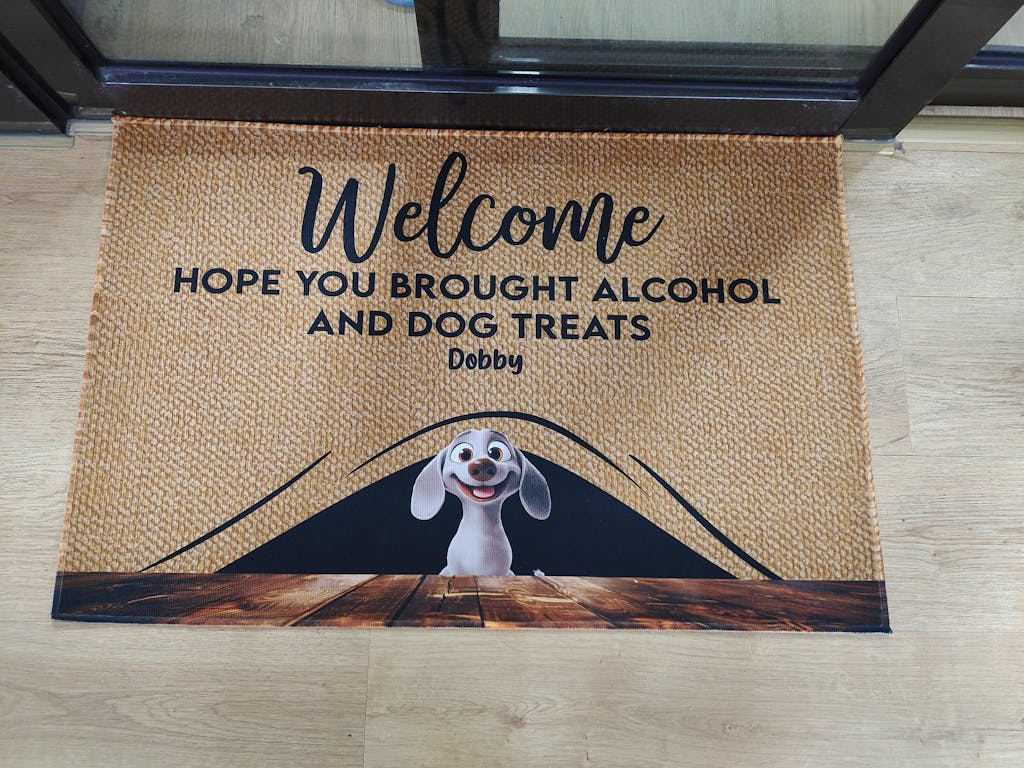 Welcome
HOPE YOU BROUGHT ALCOHOL
AND DOG TREATS
Dobby